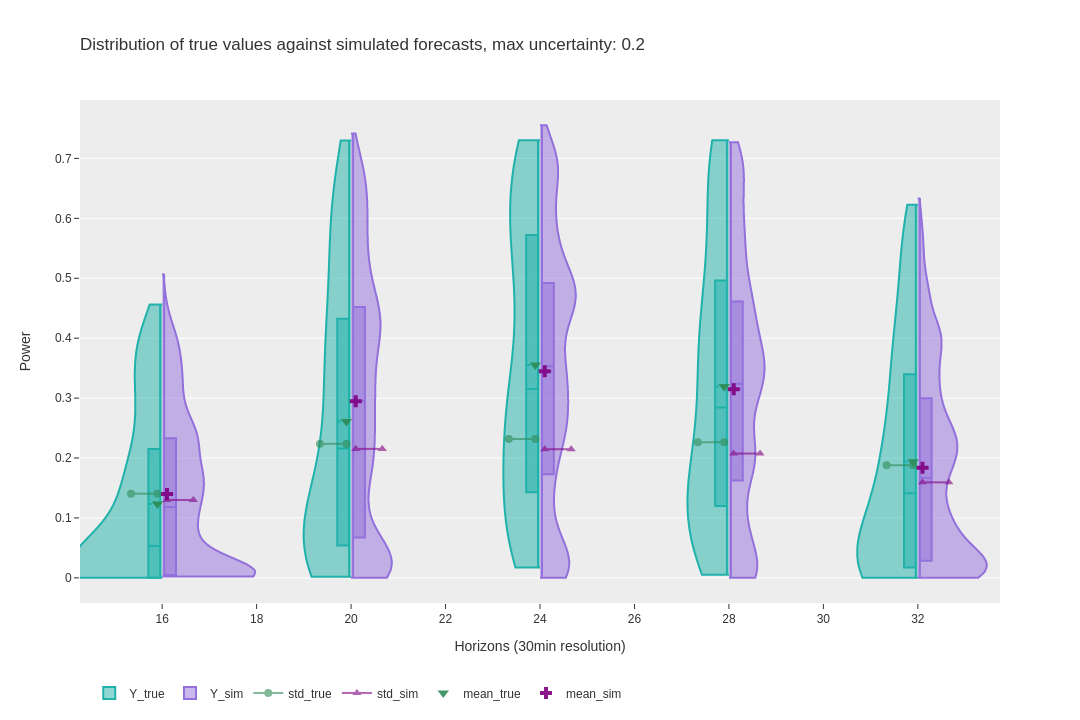 Distribution of true values against simulated forecasts, max uncertainty: 0.2
0.7
0.6
0.5
0.4
0.3
0.2
0.1
0
Power
16 18 20 22 24 26 28 30 32
Horizons (30min resolution)
Y_true Y_sim std_true std_sim mean_true mean_sim